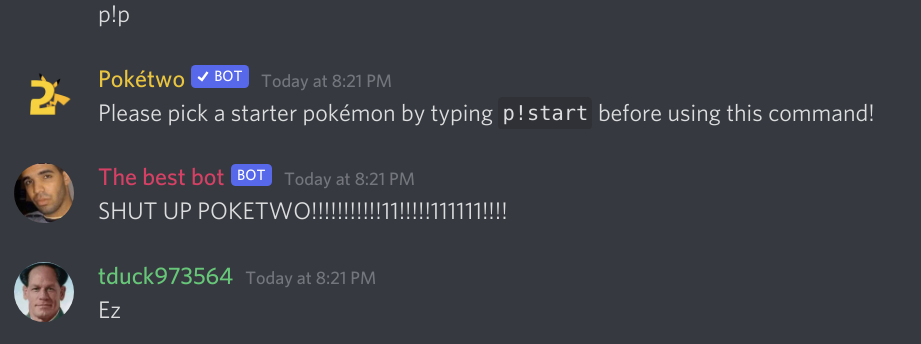 p!p
Pokétwo ✓ BOT Today at 8:21 PM
Please pick a starter pokémon by typing p!start before using this command!
The best bot BOT Today at 8:21 PM
SHUT UP POKETWO!!!!!!!!!!!11!!!!!111111!!!!
tduck973564 Today at 8:21 PM
Ez